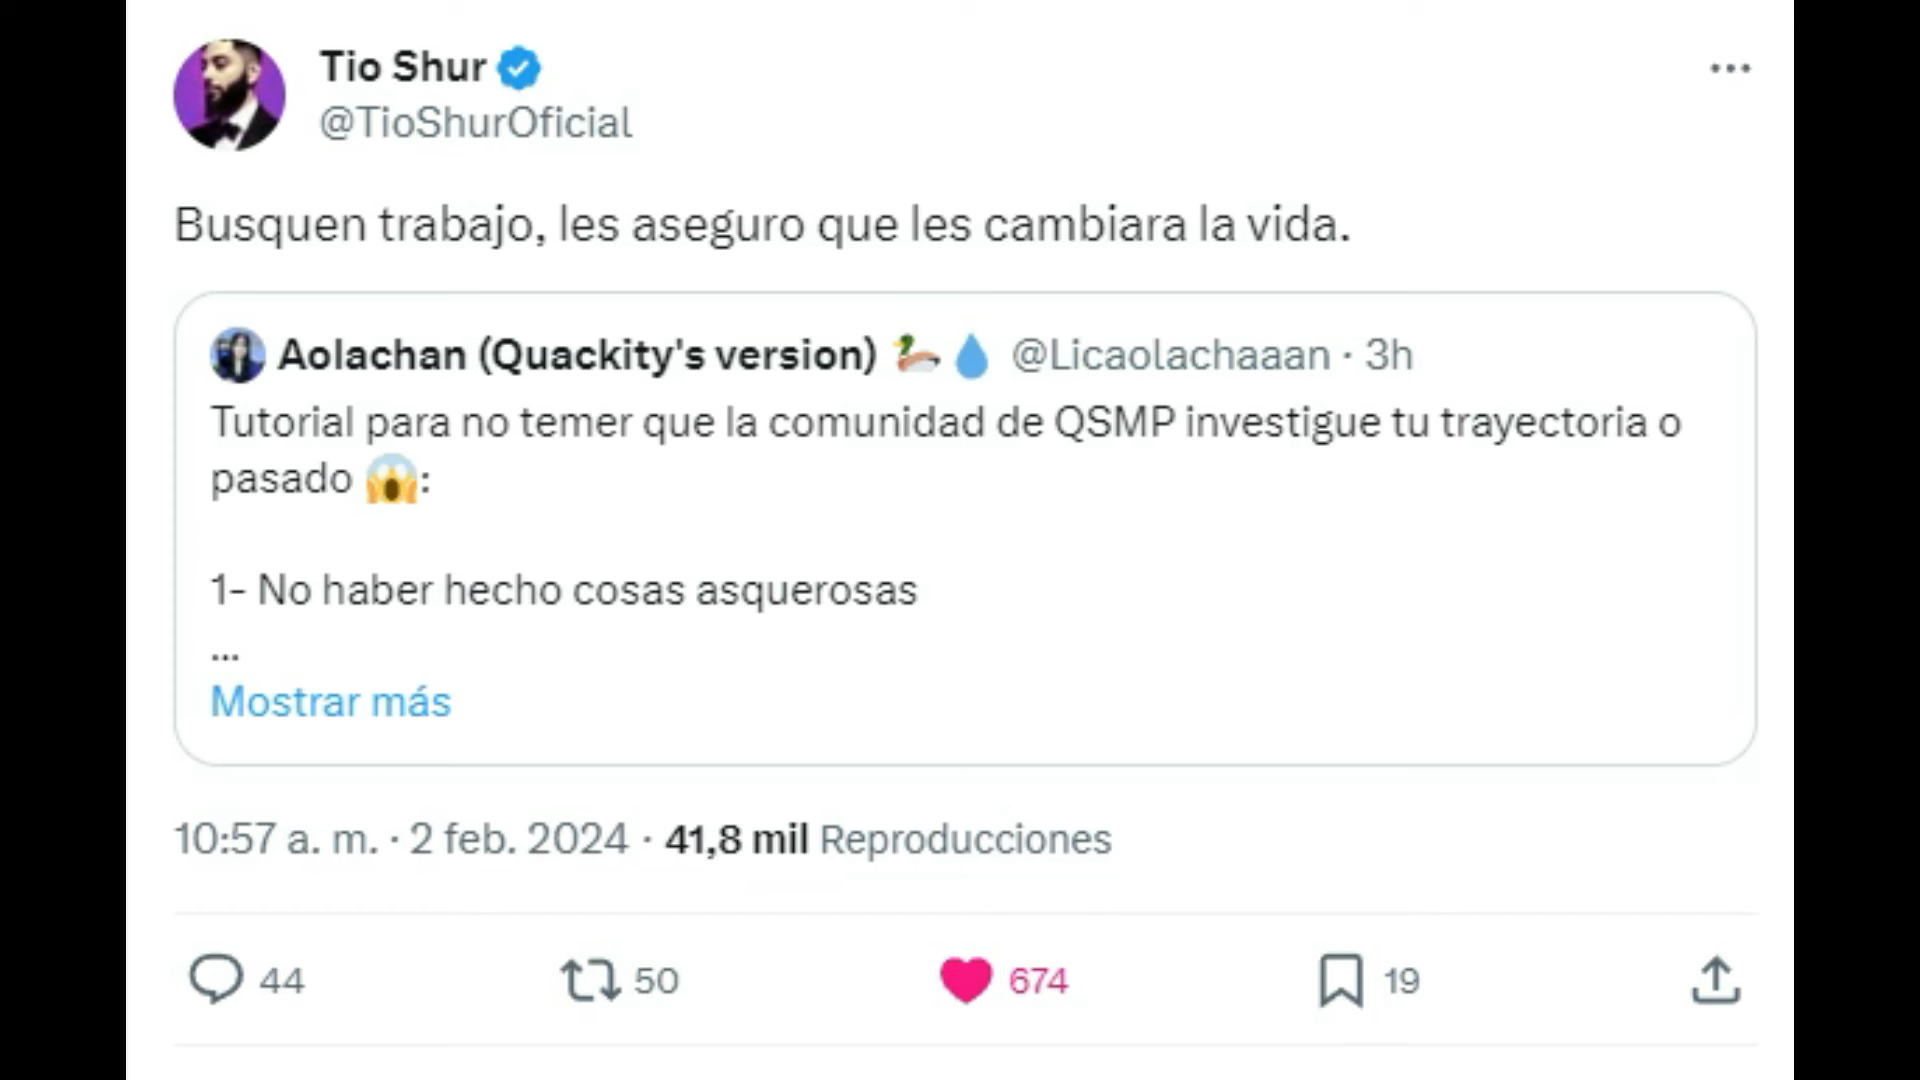 Tio Shur
@TioShurOficial
Busquen trabajo, les aseguro que les cambiara la vida.
Aolachan (Quackity's version) 🦆💧 @Licaolachaaan · 3h
Tutorial para no temer que la comunidad de QSMP investigue tu trayectoria o
pasado 😱:
1- No haber hecho cosas asquerosas
...
Mostrar más
10:57 a. m. · 2 feb. 2024 · 41,8 mil Reproducciones
44 50 674 19